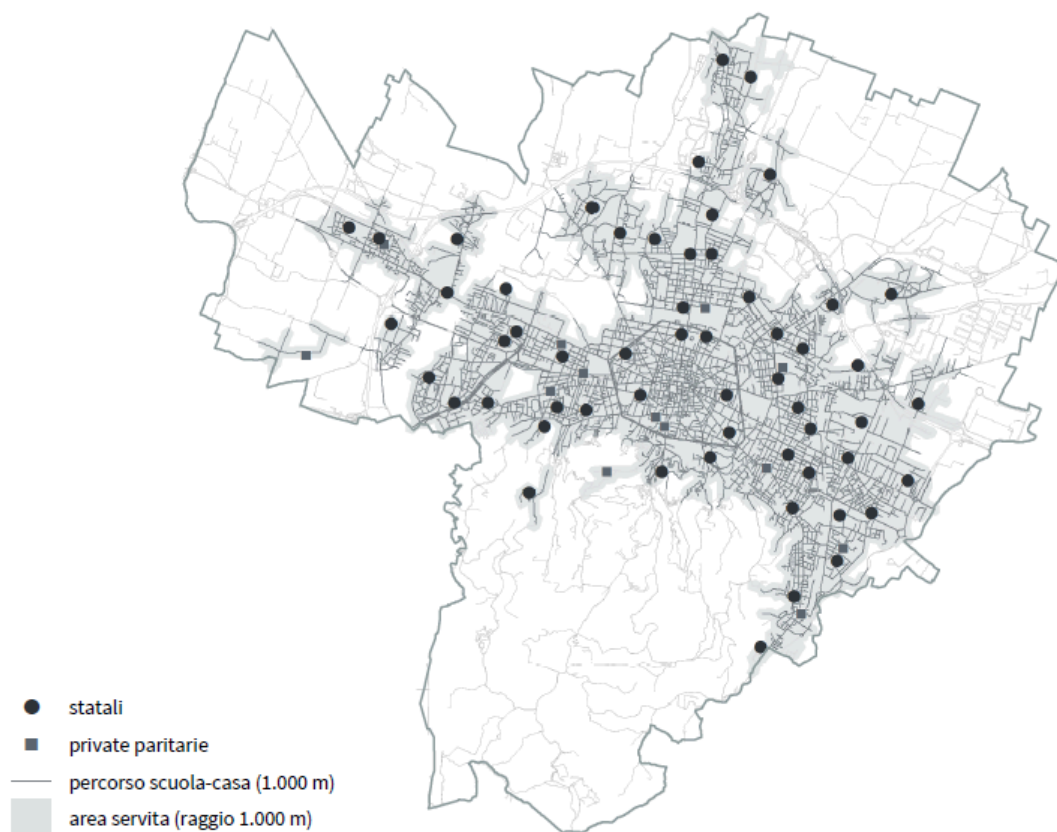 statali
private paritarie
percorso scuola-casa (1.000 m)
area servita (raggio 1.000 m)